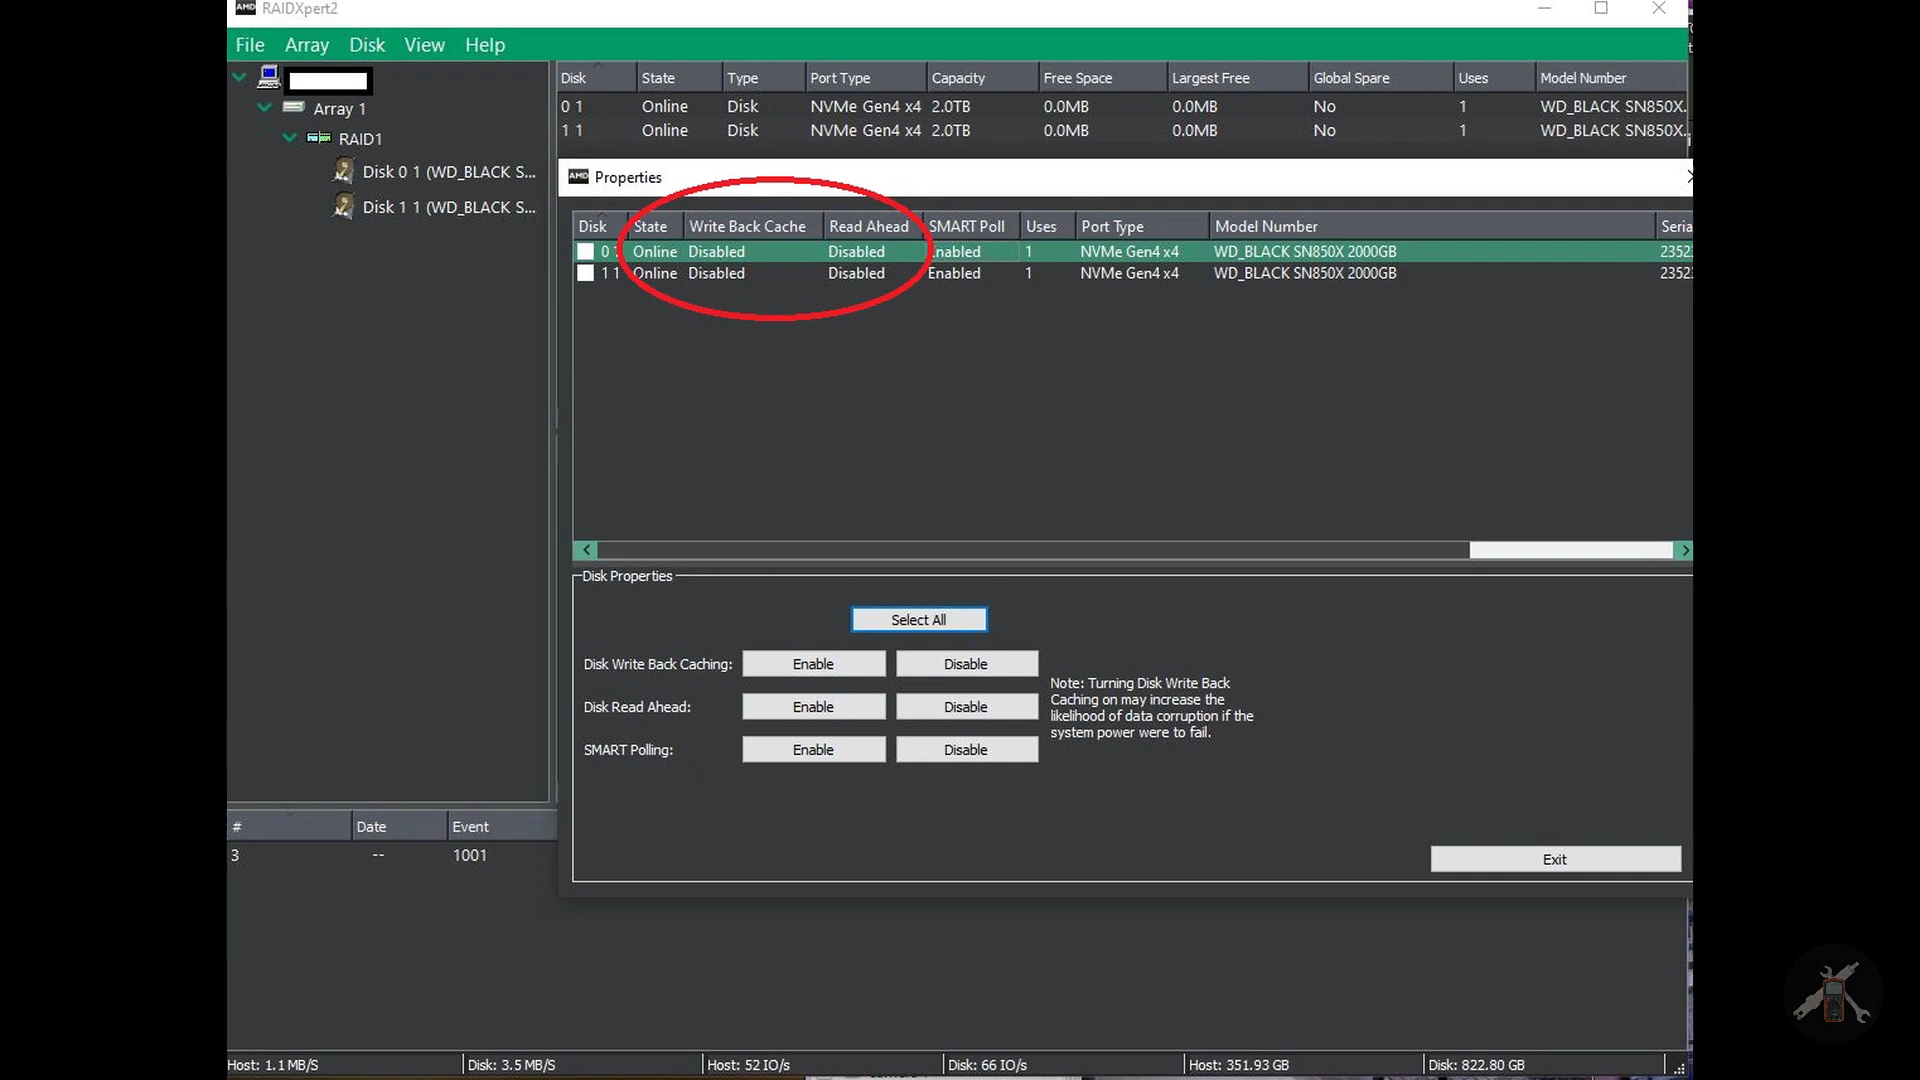 AMD RAIDXpert2
File Array Disk View Help
Array 1
RAID1
Disk 0 1 (WD_BLACK S...
Disk 1 1 (WD_BLACK S...
Disk State Type Port Type Capacity Free Space Largest Free Global Spare Uses Model Number
0 1 Online Disk NVMe Gen4 x4 2.0TB 0.0MB 0.0MB No 1 WD_BLACK SN850X...
1 1 Online Disk NVMe Gen4 x4 2.0TB 0.0MB 0.0MB No 1 WD_BLACK SN850X...
AMD Properties
Disk State Write Back Cache Read Ahead SMART Poll Uses Port Type Model Number Seria
0 1 Online Disabled Disabled Enabled 1 NVMe Gen4 x4 WD_BLACK SN850X 2000GB 2352
1 1 Online Disabled Disabled Enabled 1 NVMe Gen4 x4 WD_BLACK SN850X 2000GB 2352
Disk Properties
Select All
Disk Write Back Caching: Enable Disable
Disk Read Ahead: Enable Disable
SMART Polling: Enable Disable
Note: Turning Disk Write Back
Caching on may increase the
likelihood of data corruption if the
system power were to fail.
Exit
# Date Event
3 -- 1001
Host: 1.1 MB/S Disk: 3.5 MB/S Host: 52 IO/s Disk: 66 IO/s Host: 351.93 GB Disk: 822.80 GB